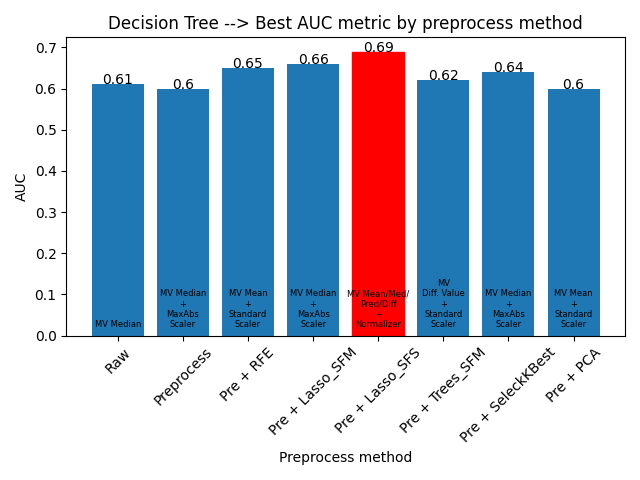 Decision Tree --> Best AUC metric by preprocess method
AUC
0.7
0.6
0.5
0.4
0.3
0.2
0.1
0.0
0.61
0.6
0.65
0.66
0.69
0.62
0.64
0.6
MV Median
MV Median
+
MaxAbs
Scaler
MV Mean
+
Standard
Scaler
MV Median
+
MaxAbs
Scaler
MV Mean/Med/
Pred/Diff
+
Normalizer
MV
Diff. Value
+
Standard
Scaler
MV Median
+
MaxAbs
Scaler
MV Mean
+
Standard
Scaler
Raw
Preprocess
Pre + RFE
Pre + Lasso_SFM
Pre + Lasso_SFS
Pre + Trees_SFM
Pre + SeleckKBest
Pre + PCA
Preprocess method